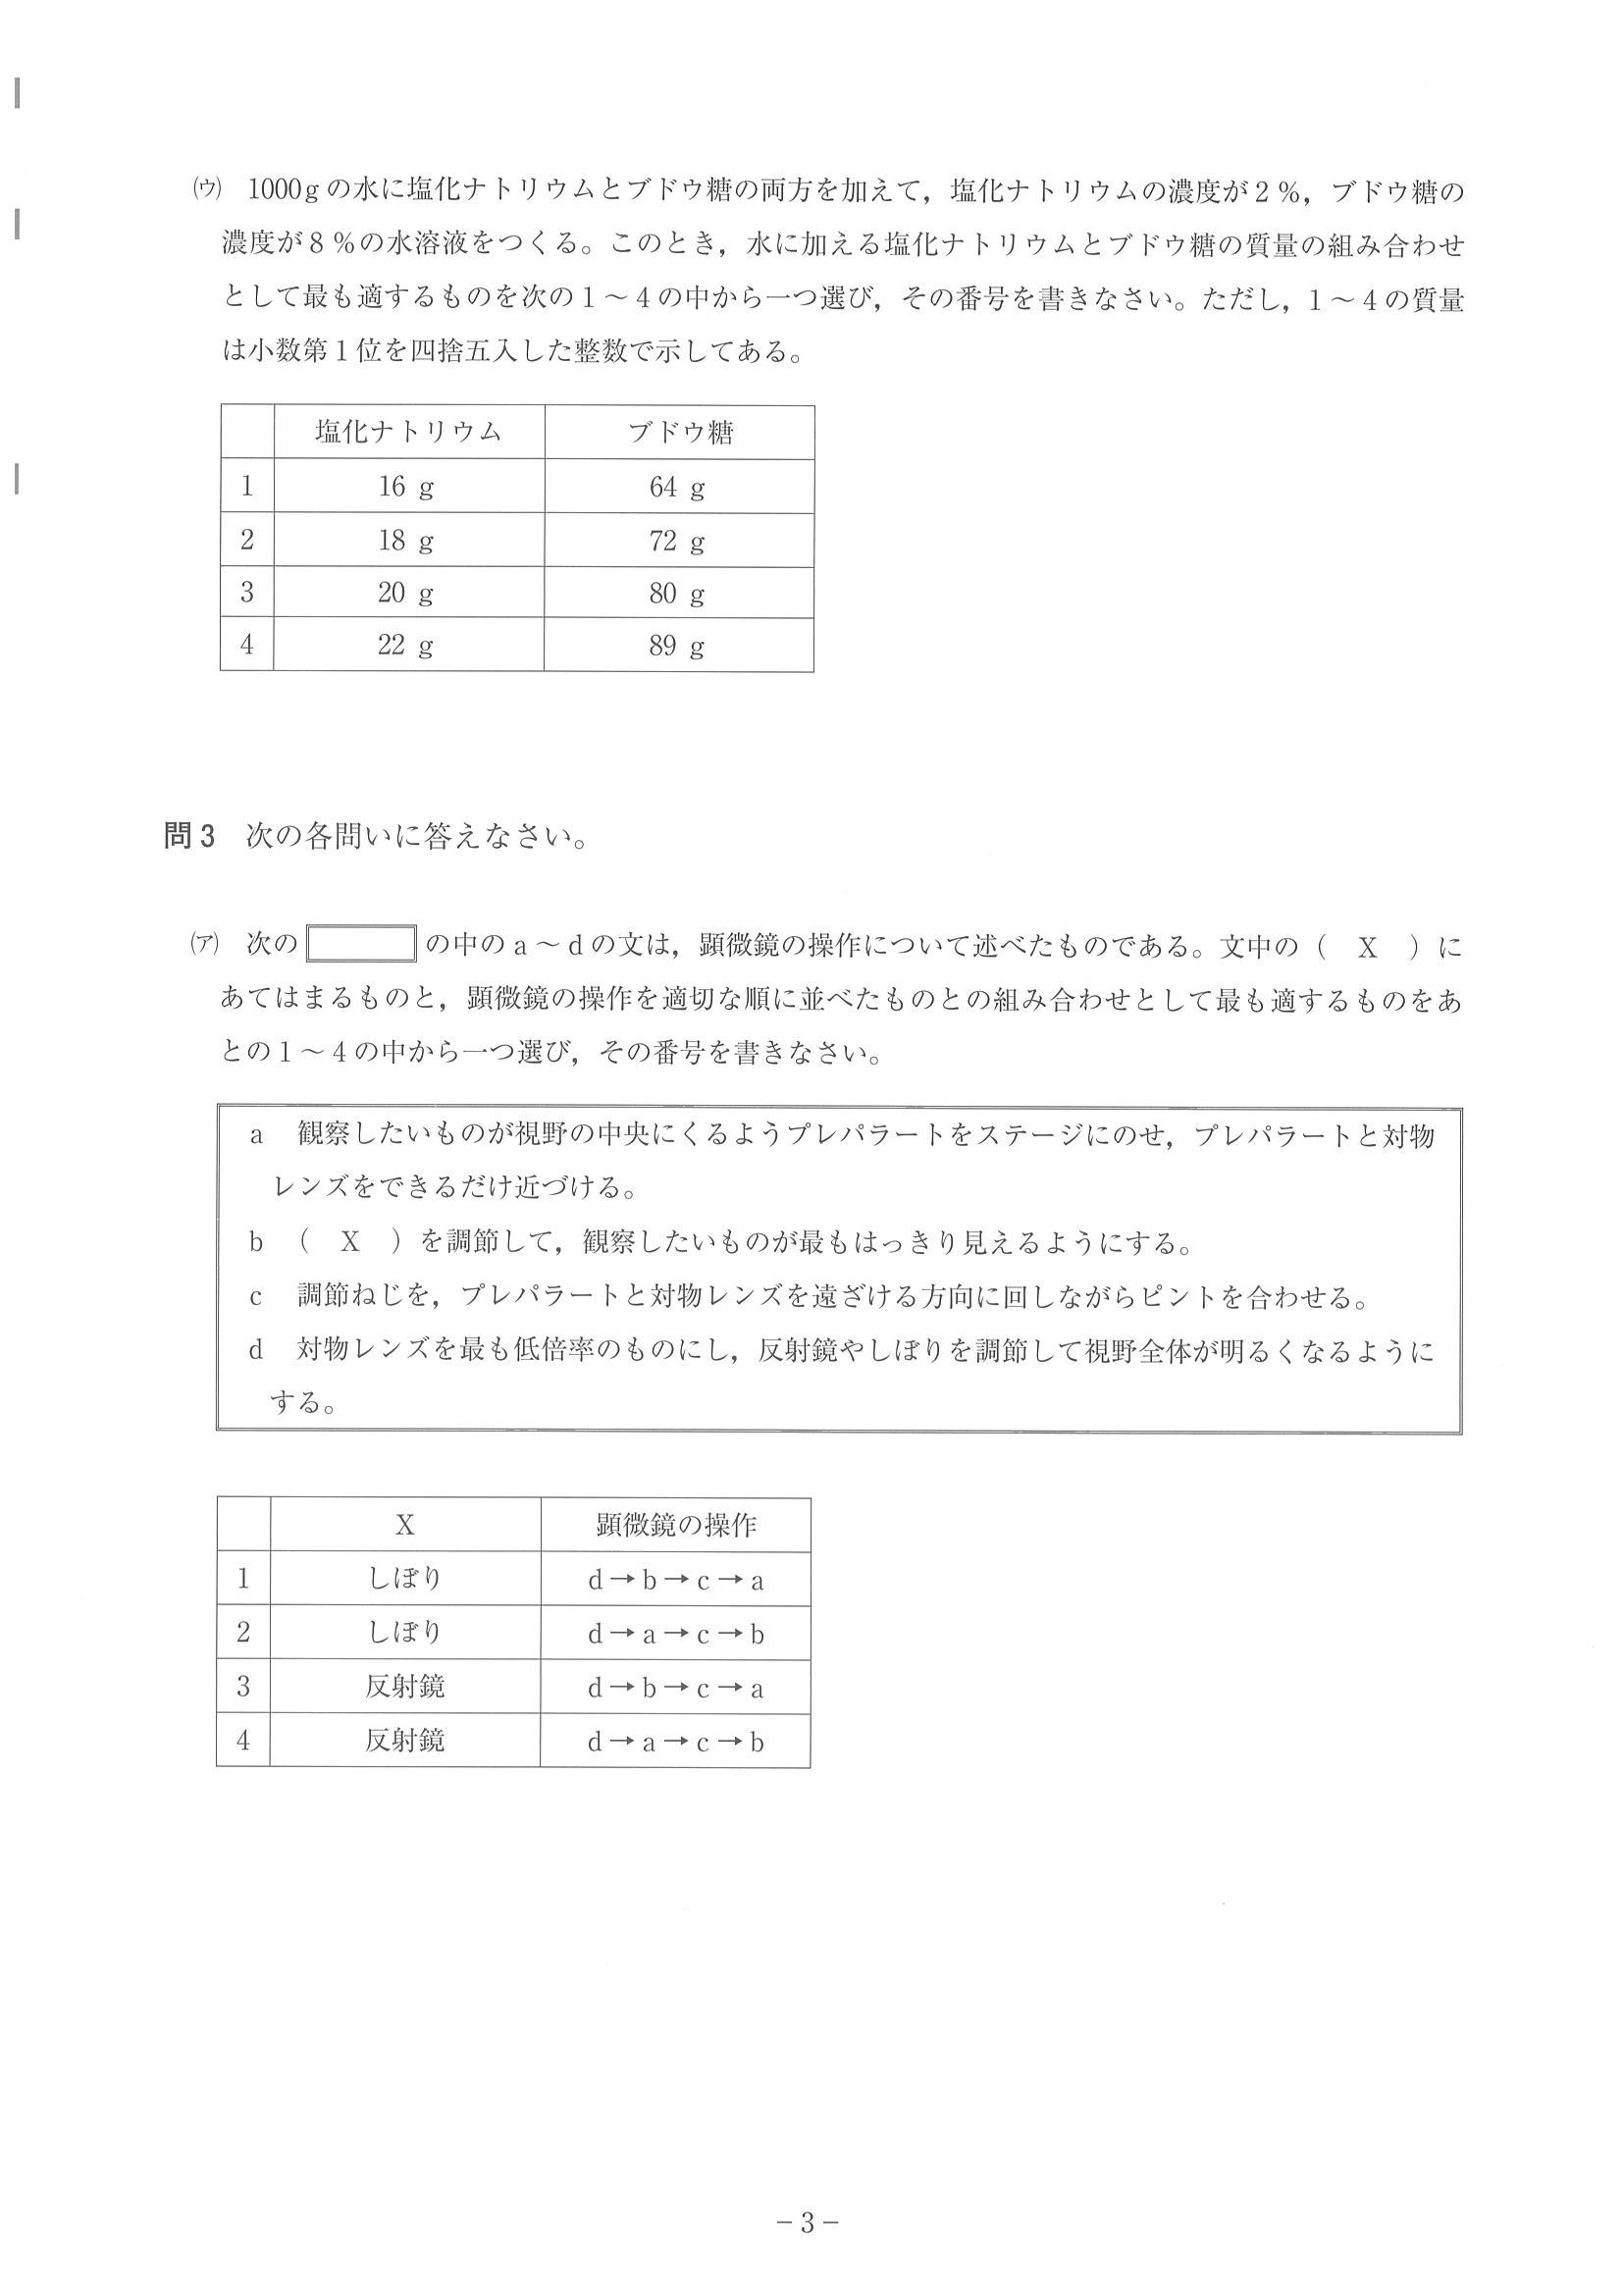 (ウ) 1000gの水に塩化ナトリウムとブドウ糖の両方を加えて，塩化ナトリウムの濃度が2％，ブドウ糖の
濃度が8％の水溶液をつくる。このとき，水に加える塩化ナトリウムとブドウ糖の質量の組み合わせ
として最も適するものを次の1～4の中から一つ選び，その番号を書きなさい。ただし，1～4の質量
は小数第1位を四捨五入した整数で示してある。
塩化ナトリウム ブドウ糖
1 16 g 64 g
2 18 g 72 g
3 20 g 80 g
4 22 g 89 g
問3 次の各問いに答えなさい。
(ア) 次の の中のa～dの文は，顕微鏡の操作について述べたものである。文中の（ X ）に
あてはまるものと，顕微鏡の操作を適切な順に並べたものとの組み合わせとして最も適するものをあ
との1～4の中から一つ選び，その番号を書きなさい。
a 観察したいものが視野の中央にくるようプレパラートをステージにのせ，プレパラートと対物
レンズをできるだけ近づける。
b （ X ）を調節して，観察したいものが最もはっきり見えるようにする。
c 調節ねじを，プレパラートと対物レンズを遠ざける方向に回しながらピントを合わせる。
d 対物レンズを最も低倍率のものにし，反射鏡やしぼりを調節して視野全体が明るくなるように
する。
X 顕微鏡の操作
1 しぼり d→b→c→a
2 しぼり d→a→c→b
3 反射鏡 d→b→c→a
4 反射鏡 d→a→c→b
－3－